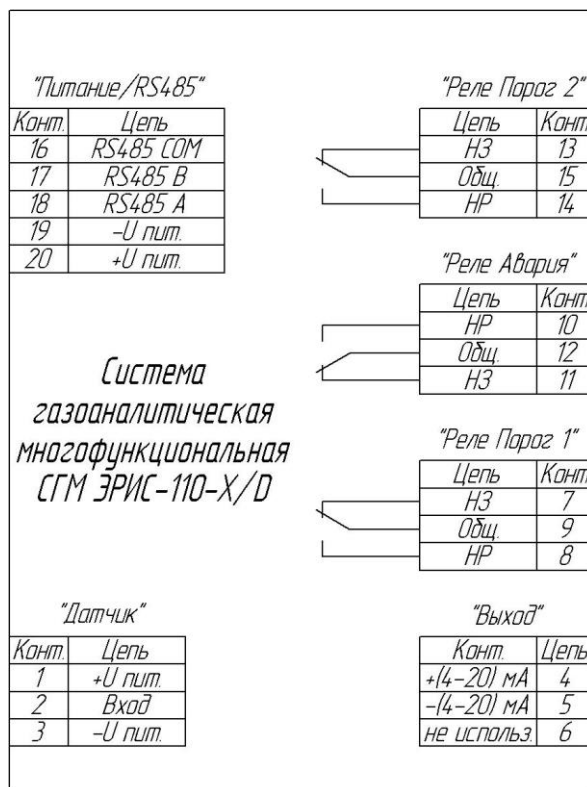 "Питание/RS485"
Конт. Цепь
16 RS485 COM
17 RS485 B
18 RS485 A
19 -U пит.
20 +U пит.
"Реле Порог 2"
Цепь Конт
НЗ 13
Общ. 15
НР 14
"Реле Авария"
Цепь Конт
НР 10
Общ. 12
НЗ 11
Система
газоаналитическая
многофункциональная
СГМ ЭРИС-110-X/D
"Реле Порог 1"
Цепь Конт
НЗ 7
Общ. 9
НР 8
"Датчик"
Конт. Цепь
1 +U пит.
2 Вход
3 -U пит.
"Выход"
Конт. Цепь
+(4-20) мА 4
-(4-20) мА 5
не использ. 6